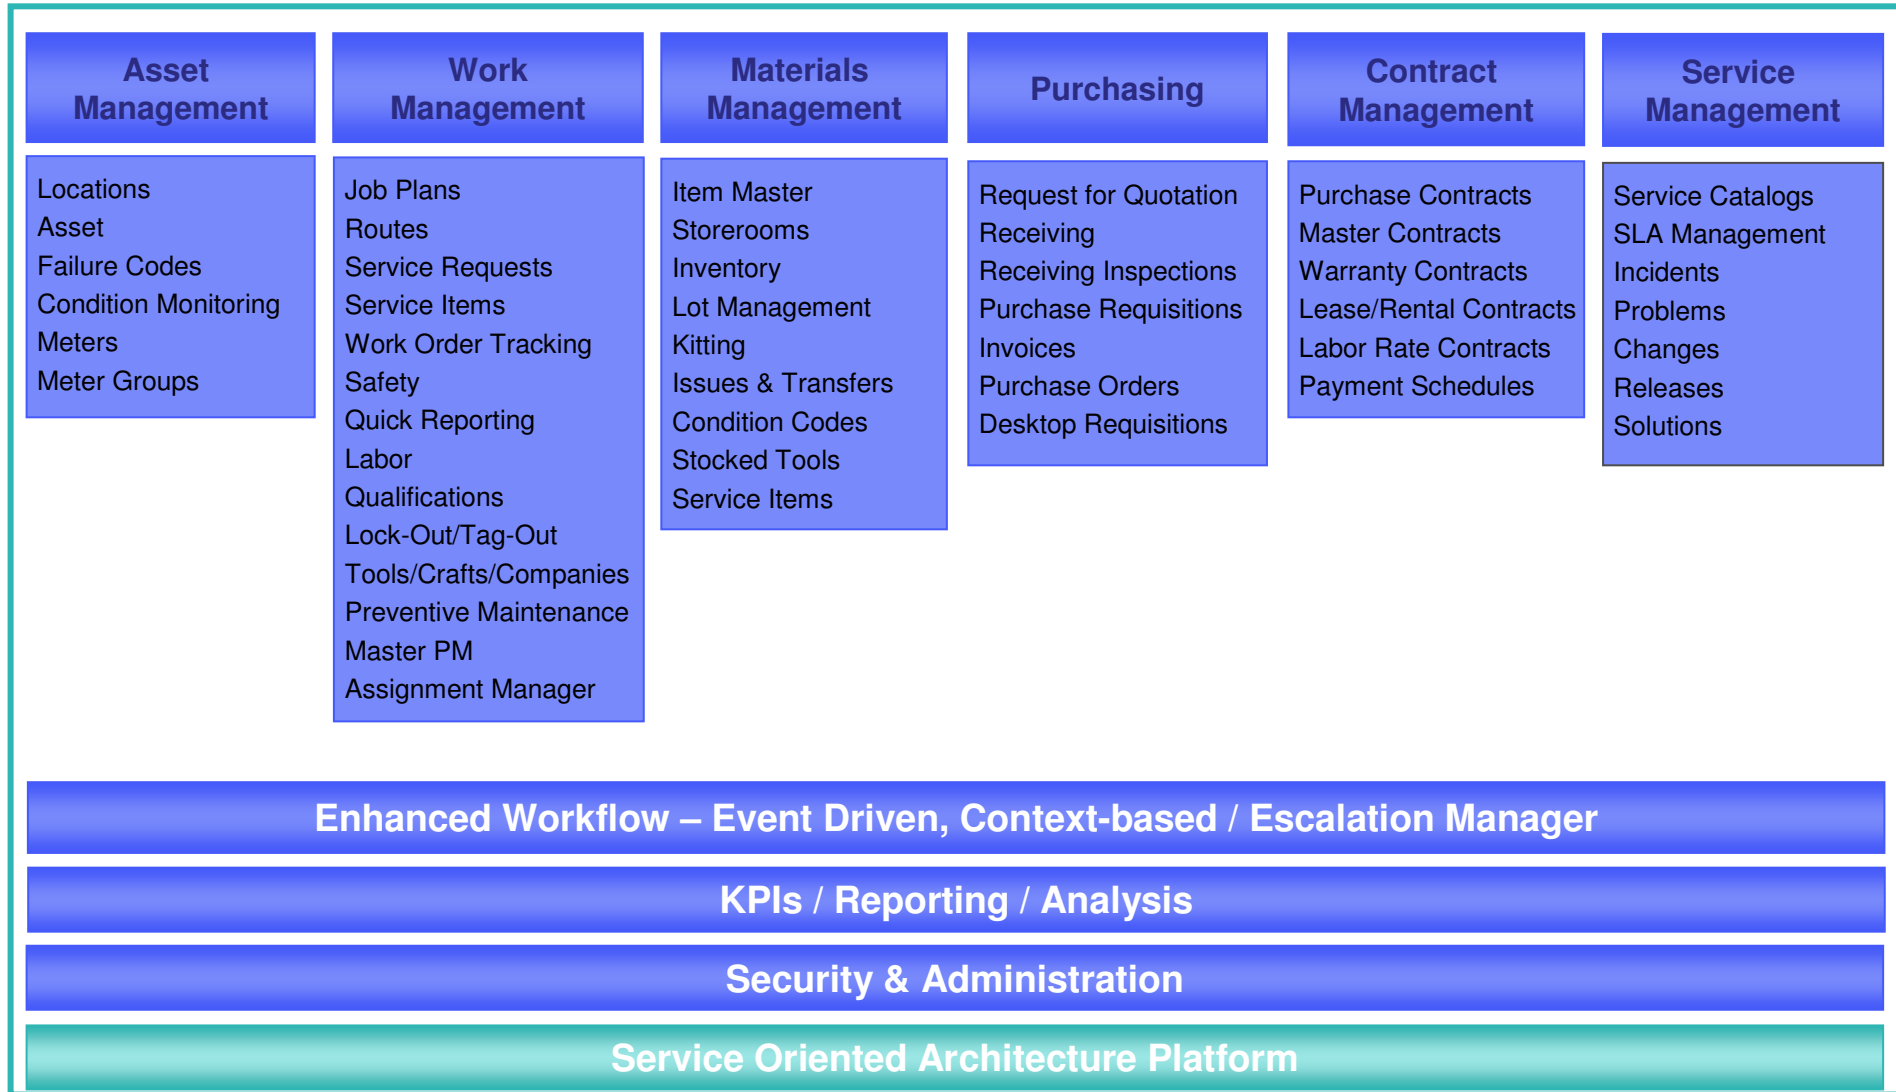 Asset
Management
Locations
Asset
Failure Codes
Condition Monitoring
Meters
Meter Groups
Work
Management
Job Plans
Routes
Service Requests
Service Items
Work Order Tracking
Safety
Quick Reporting
Labor
Qualifications
Lock-Out/Tag-Out
Tools/Crafts/Companies
Preventive Maintenance
Master PM
Assignment Manager
Materials
Management
Item Master
Storerooms
Inventory
Lot Management
Kitting
Issues & Transfers
Condition Codes
Stocked Tools
Service Items
Purchasing
Request for Quotation
Receiving
Receiving Inspections
Purchase Requisitions
Invoices
Purchase Orders
Desktop Requisitions
Contract
Management
Purchase Contracts
Master Contracts
Warranty Contracts
Lease/Rental Contracts
Labor Rate Contracts
Payment Schedules
Service
Management
Service Catalogs
SLA Management
Incidents
Problems
Changes
Releases
Solutions
Enhanced Workflow – Event Driven, Context-based / Escalation Manager
KPIs / Reporting / Analysis
Security & Administration
Service Oriented Architecture Platform